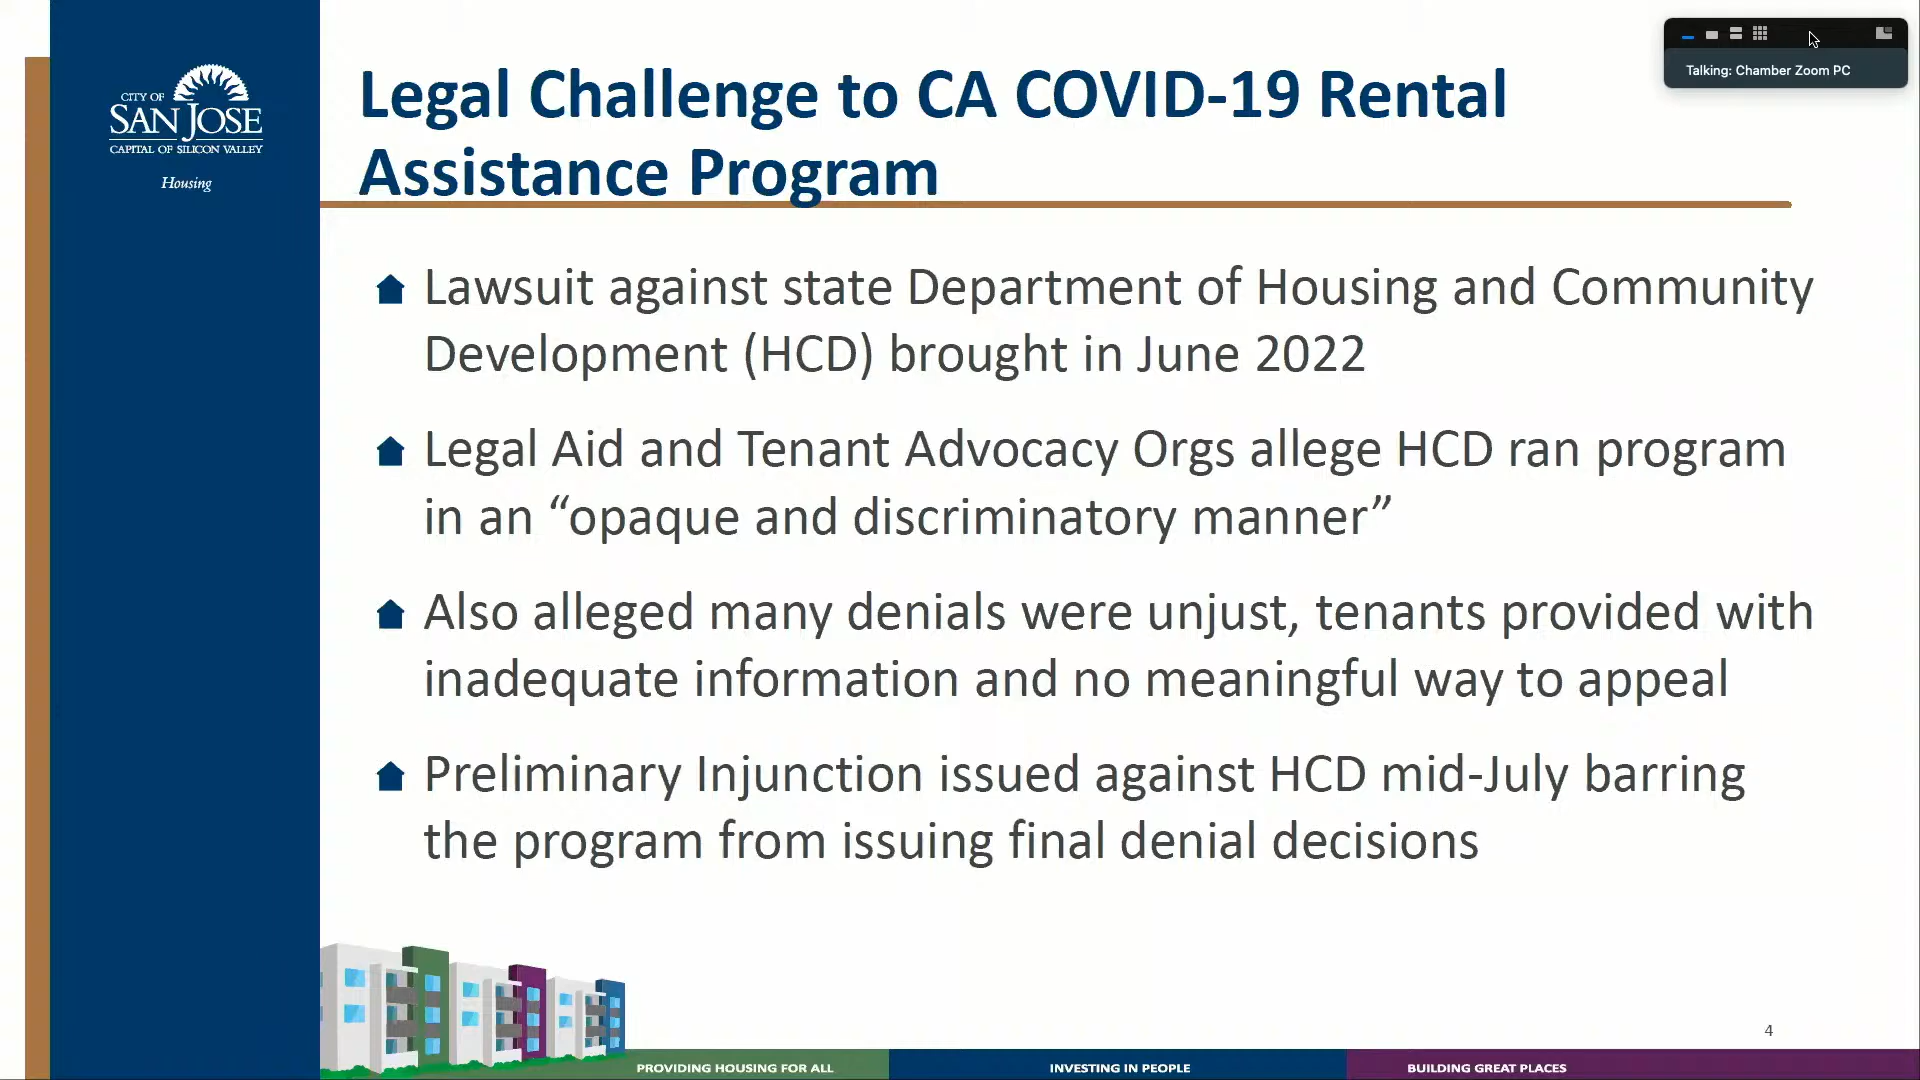 CITY OF
SAN JOSE
CAPITAL OF SILICON VALLEY
Housing
Talking: Chamber Zoom PC
Legal Challenge to CA COVID-19 Rental
Assistance Program
Lawsuit against state Department of Housing and Community
Development (HCD) brought in June 2022
Legal Aid and Tenant Advocacy Orgs allege HCD ran program
in an “opaque and discriminatory manner”
Also alleged many denials were unjust, tenants provided with
inadequate information and no meaningful way to appeal
Preliminary Injunction issued against HCD mid-July barring
the program from issuing final denial decisions
4
PROVIDING HOUSING FOR ALL
INVESTING IN PEOPLE
BUILDING GREAT PLACES